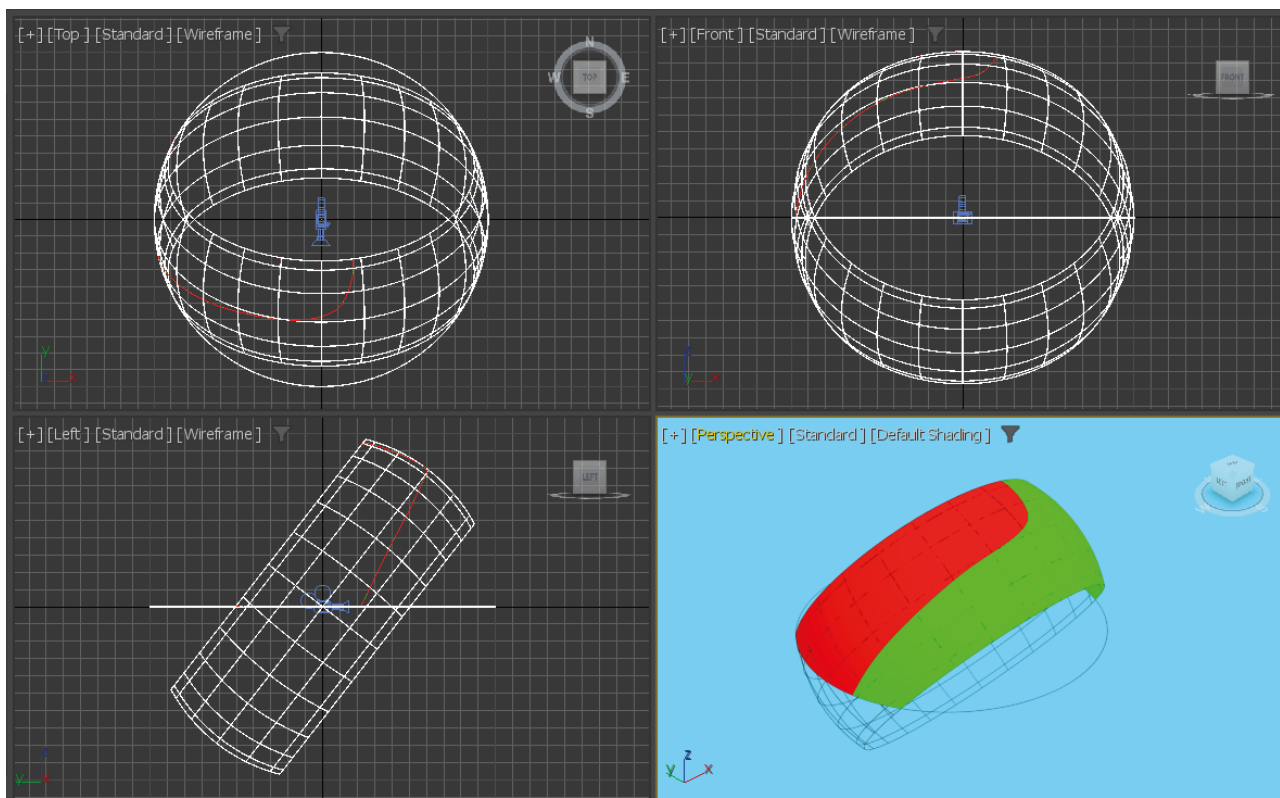 [+] [Top ] [Standard ] [Wireframe ]
N
W TOP E
S
y
z x
[+] [Front ] [Standard ] [Wireframe ]
FRONT
z
y x
[+] [Left ] [Standard ] [Wireframe ]
LEFT
z
y x
[+] [Perspective ] [Standard ] [Default Shading ]
z
y x